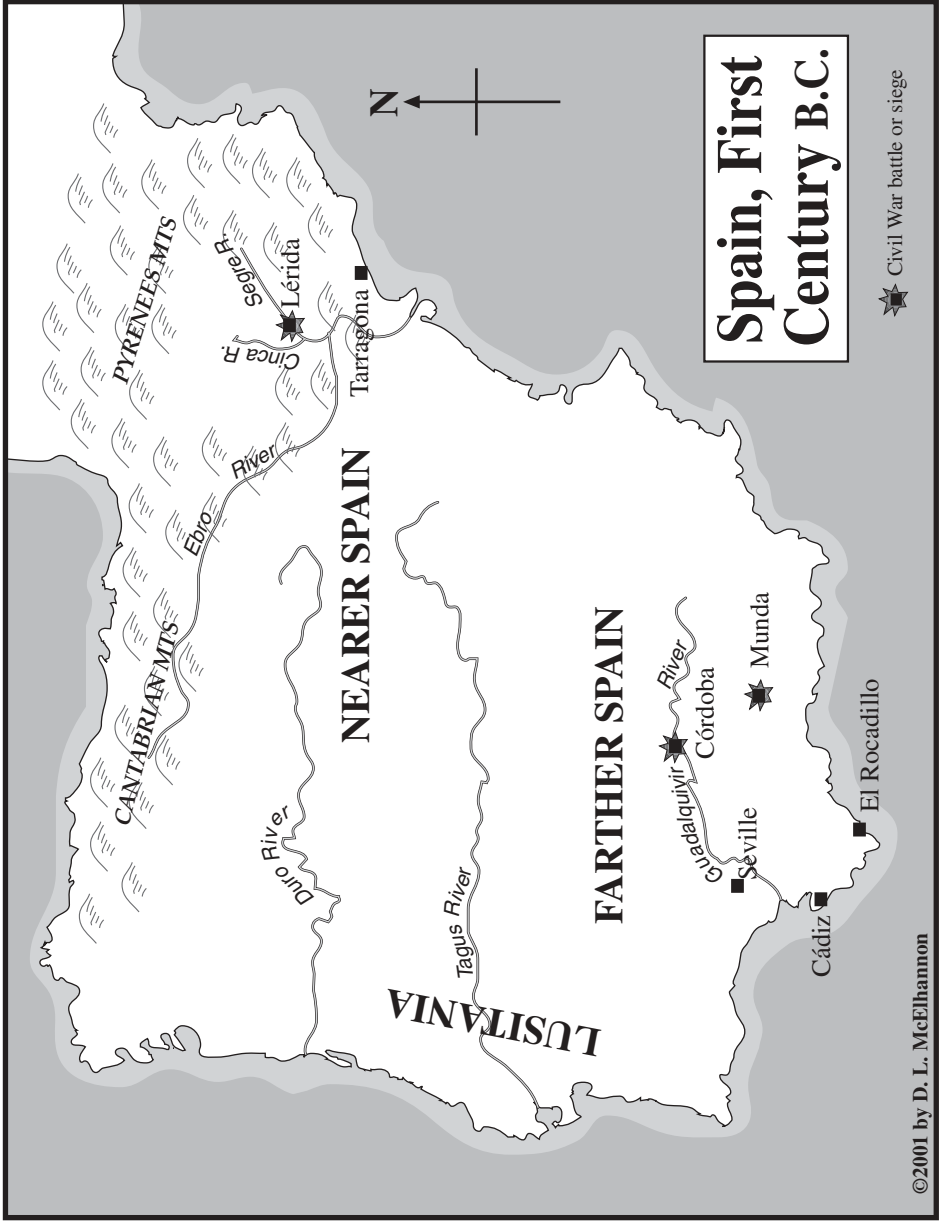 Spain, First
Century B.C.
Civil War battle or siege
N
PYRENEES MTS
CANTABRIAN MTS
Segre R.
Cinca R.
Lérida
Tarragona
Ebro River
NEARER SPAIN
Duro River
Tagus River
LUSITANIA
FARTHER SPAIN
Guadalquivir River
Córdoba
Munda
Seville
Cádiz
El Rocadillo
©2001 by D. L. McElhannon